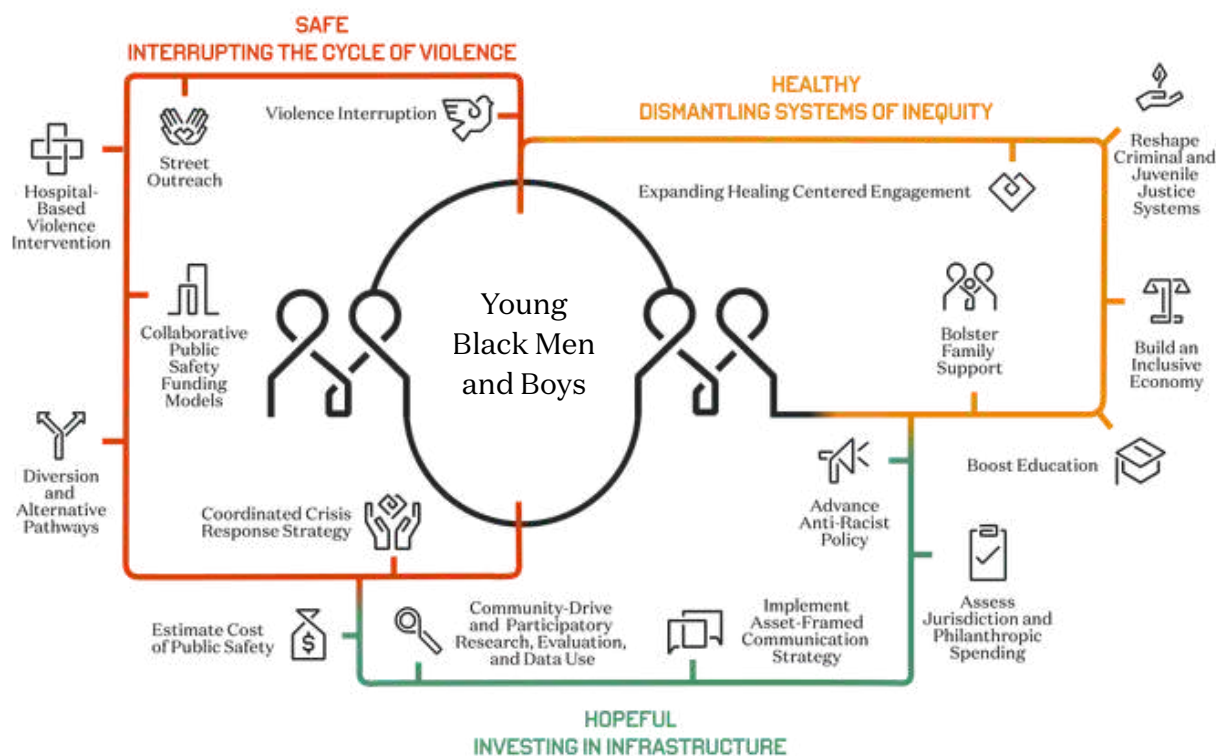 SAFE
INTERRUPTING THE CYCLE OF VIOLENCE
Violence Interruption
Street
Outreach
Hospital-
Based
Violence
Intervention
Collaborative
Public
Safety
Funding
Models
Diversion
and
Alternative
Pathways
Coordinated Crisis
Response Strategy
Young
Black Men
and Boys
HEALTHY
DISMANTLING SYSTEMS OF INEQUITY
Reshape
Criminal and
Juvenile
Justice
Systems
Expanding Healing Centered Engagement
Bolster
Family
Support
Build an
Inclusive
Economy
Boost Education
Advance
Anti-Racist
Policy
Assess
Jurisdiction and
Philanthropic
Spending
Estimate Cost
of Public Safety
$
Community-Drive
and Participatory
Research, Evaluation,
and Data Use
Implement
Asset-Framed
Communication
Strategy
HOPEFUL
INVESTING IN INFRASTRUCTURE